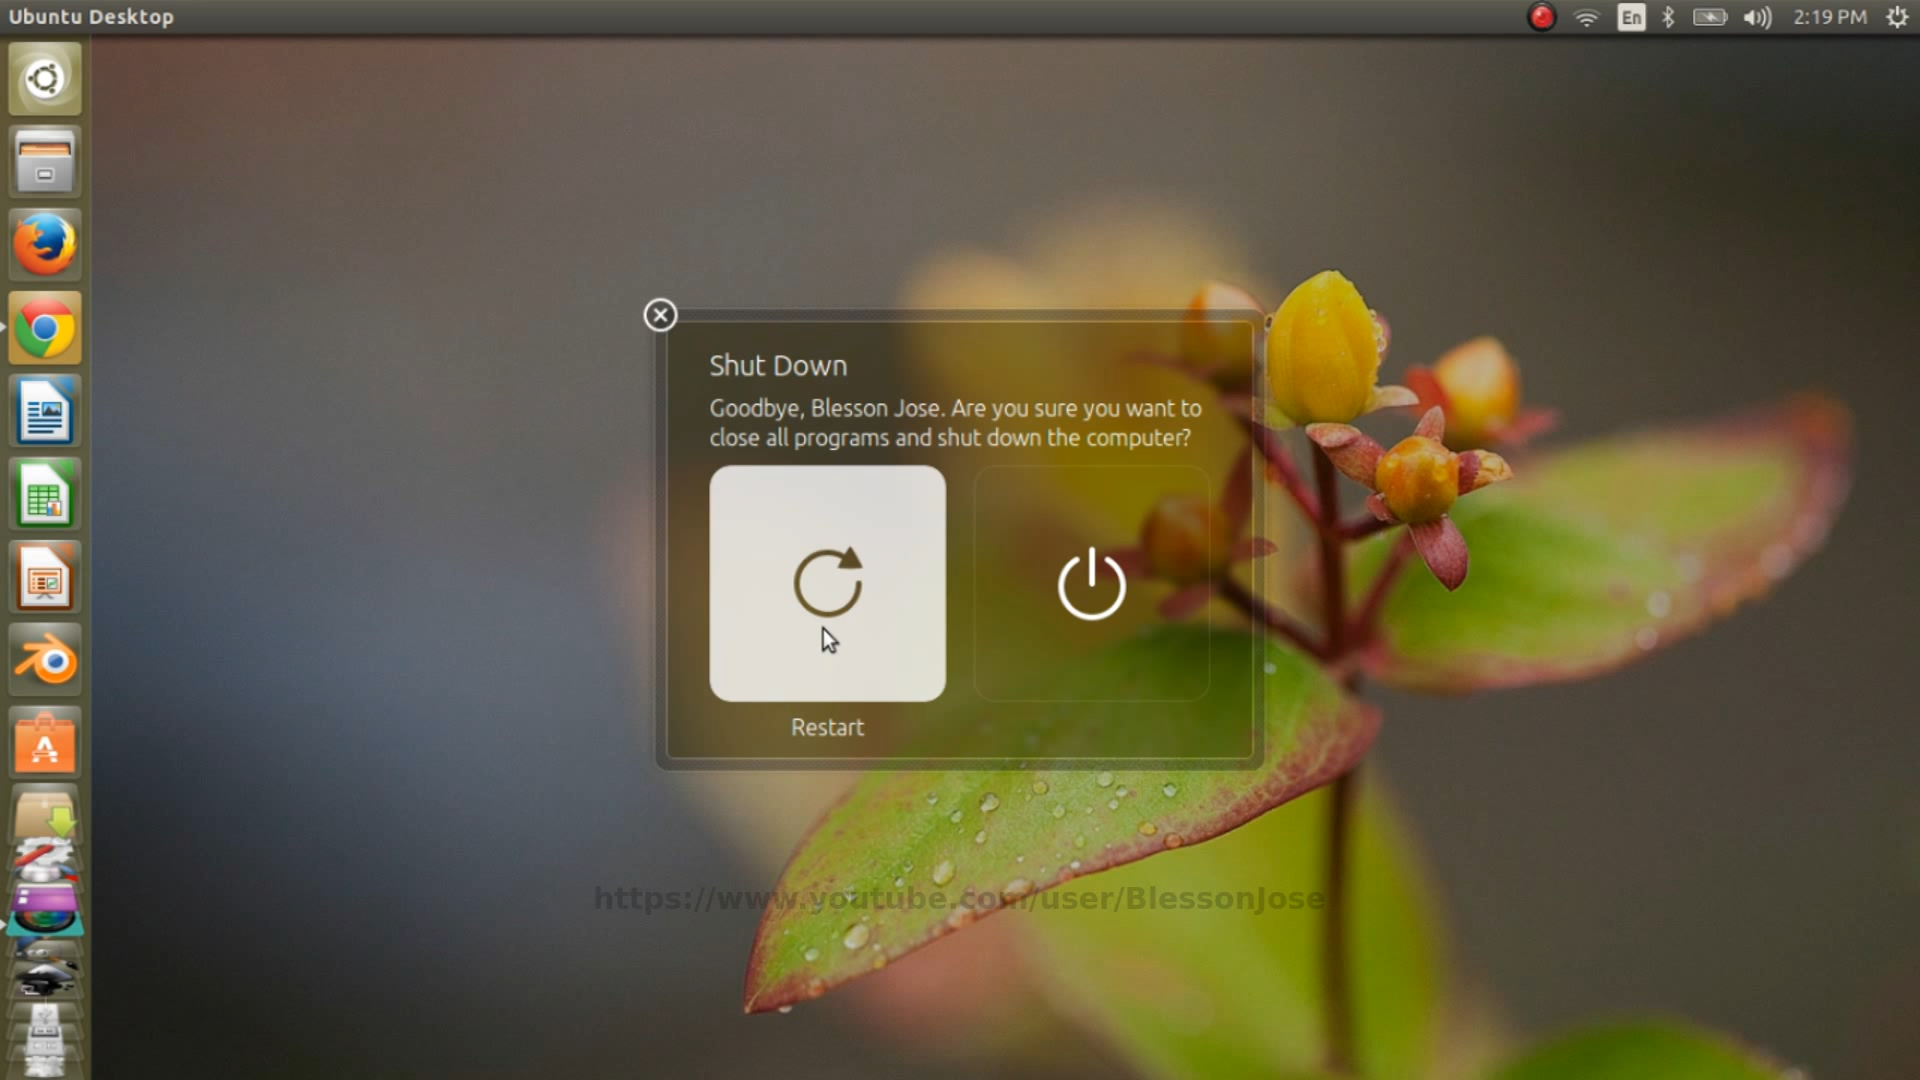 Ubuntu Desktop
En
2:19 PM
Shut Down
Goodbye, Blesson Jose. Are you sure you want to
close all programs and shut down the computer?
Restart
https://www.youtube.com/user/BlessonJose